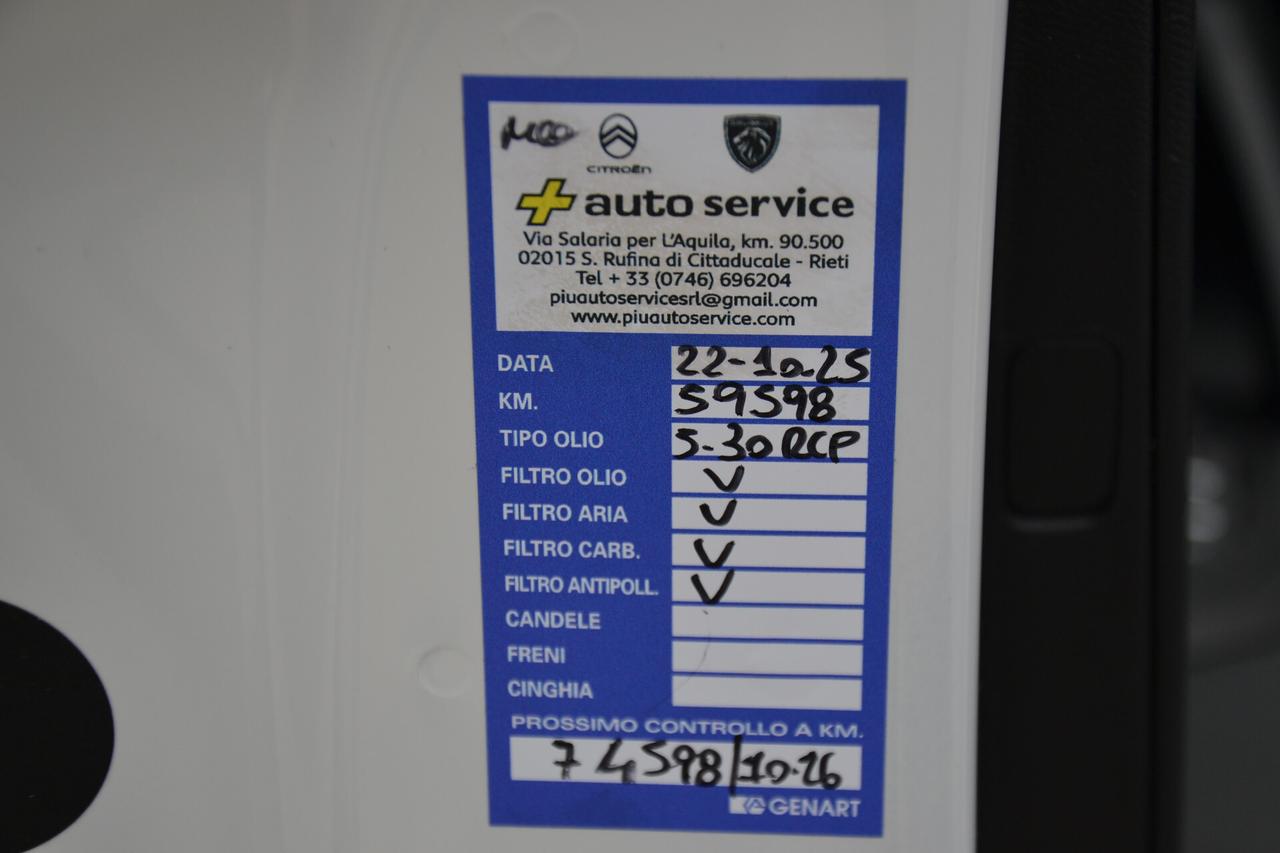 CITROËN
PEUGEOT
+ auto service
Via Salaria per L'Aquila, km. 90.500
02015 S. Rufina di Cittaducale - Rieti
Tel + 33 (0746) 696204
piuautoservicesrl@gmail.com
www.piuautoservice.com
DATA 22-10-25
KM. 59598
TIPO OLIO 5-30 RCP
FILTRO OLIO V
FILTRO ARIA V
FILTRO CARB. V
FILTRO ANTIPOLL. V
CANDELE
FRENI
CINGHIA
PROSSIMO CONTROLLO A KM.
74598/10-26
GENART